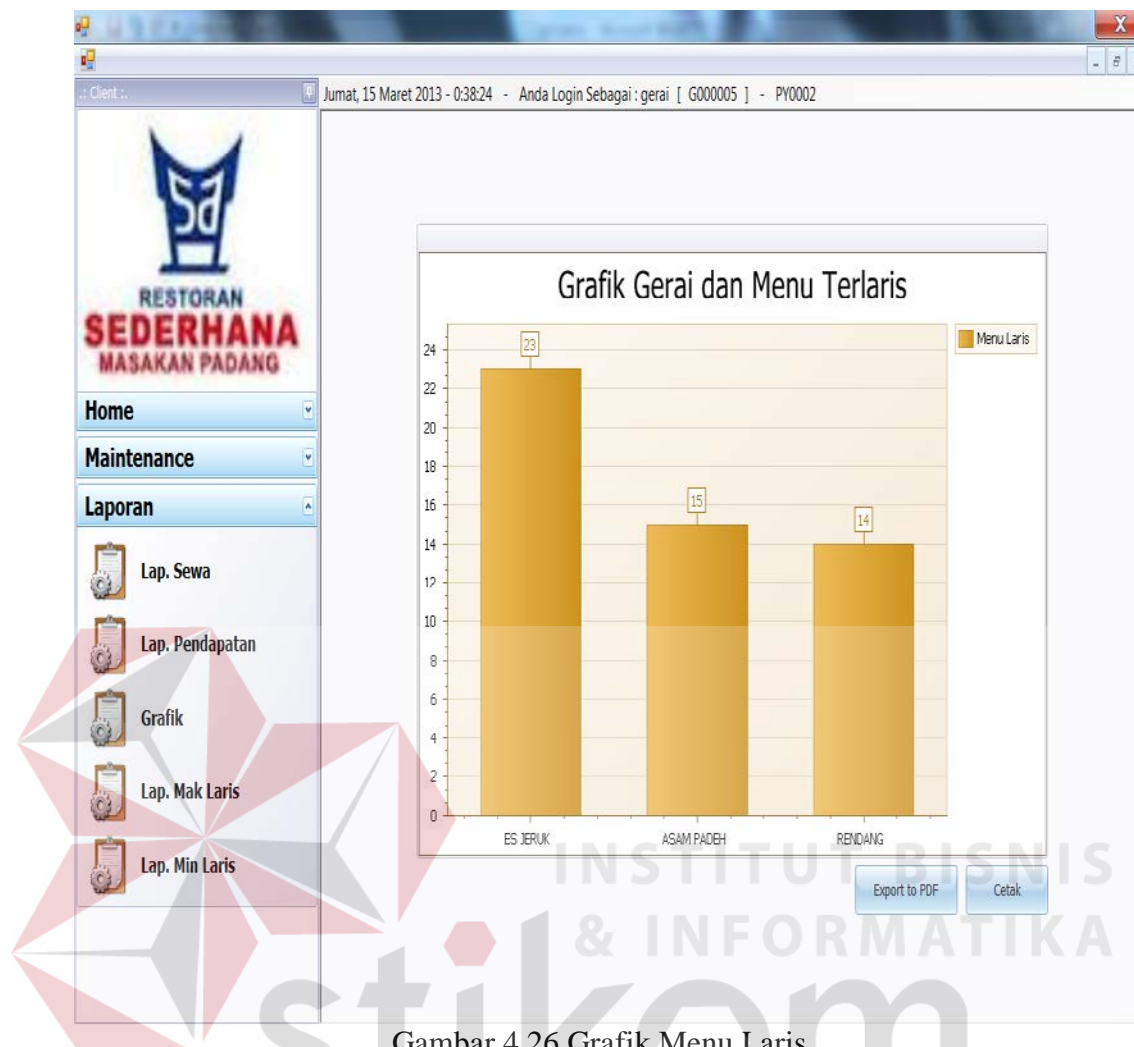 .: Client :.
Jumat, 15 Maret 2013 - 0:38:24 - Anda Login Sebagai : gerai [ G000005 ] - PY0002
Sa
RESTORAN
SEDERHANA
MASAKAN PADANG
Home
Maintenance
Laporan
Lap. Sewa
Lap. Pendapatan
Grafik
Lap. Mak Laris
Lap. Min Laris
Grafik Gerai dan Menu Terlaris
Menu Laris
24
22
20
18
16
14
12
10
8
6
4
2
0
23
15
14
ES JERUK
ASAM PADEH
RENDANG
Export to PDF
Cetak
INSTITUT BISNIS
& INFORMATIKA
stikom
Gambar 4.26 Grafik Menu Laris